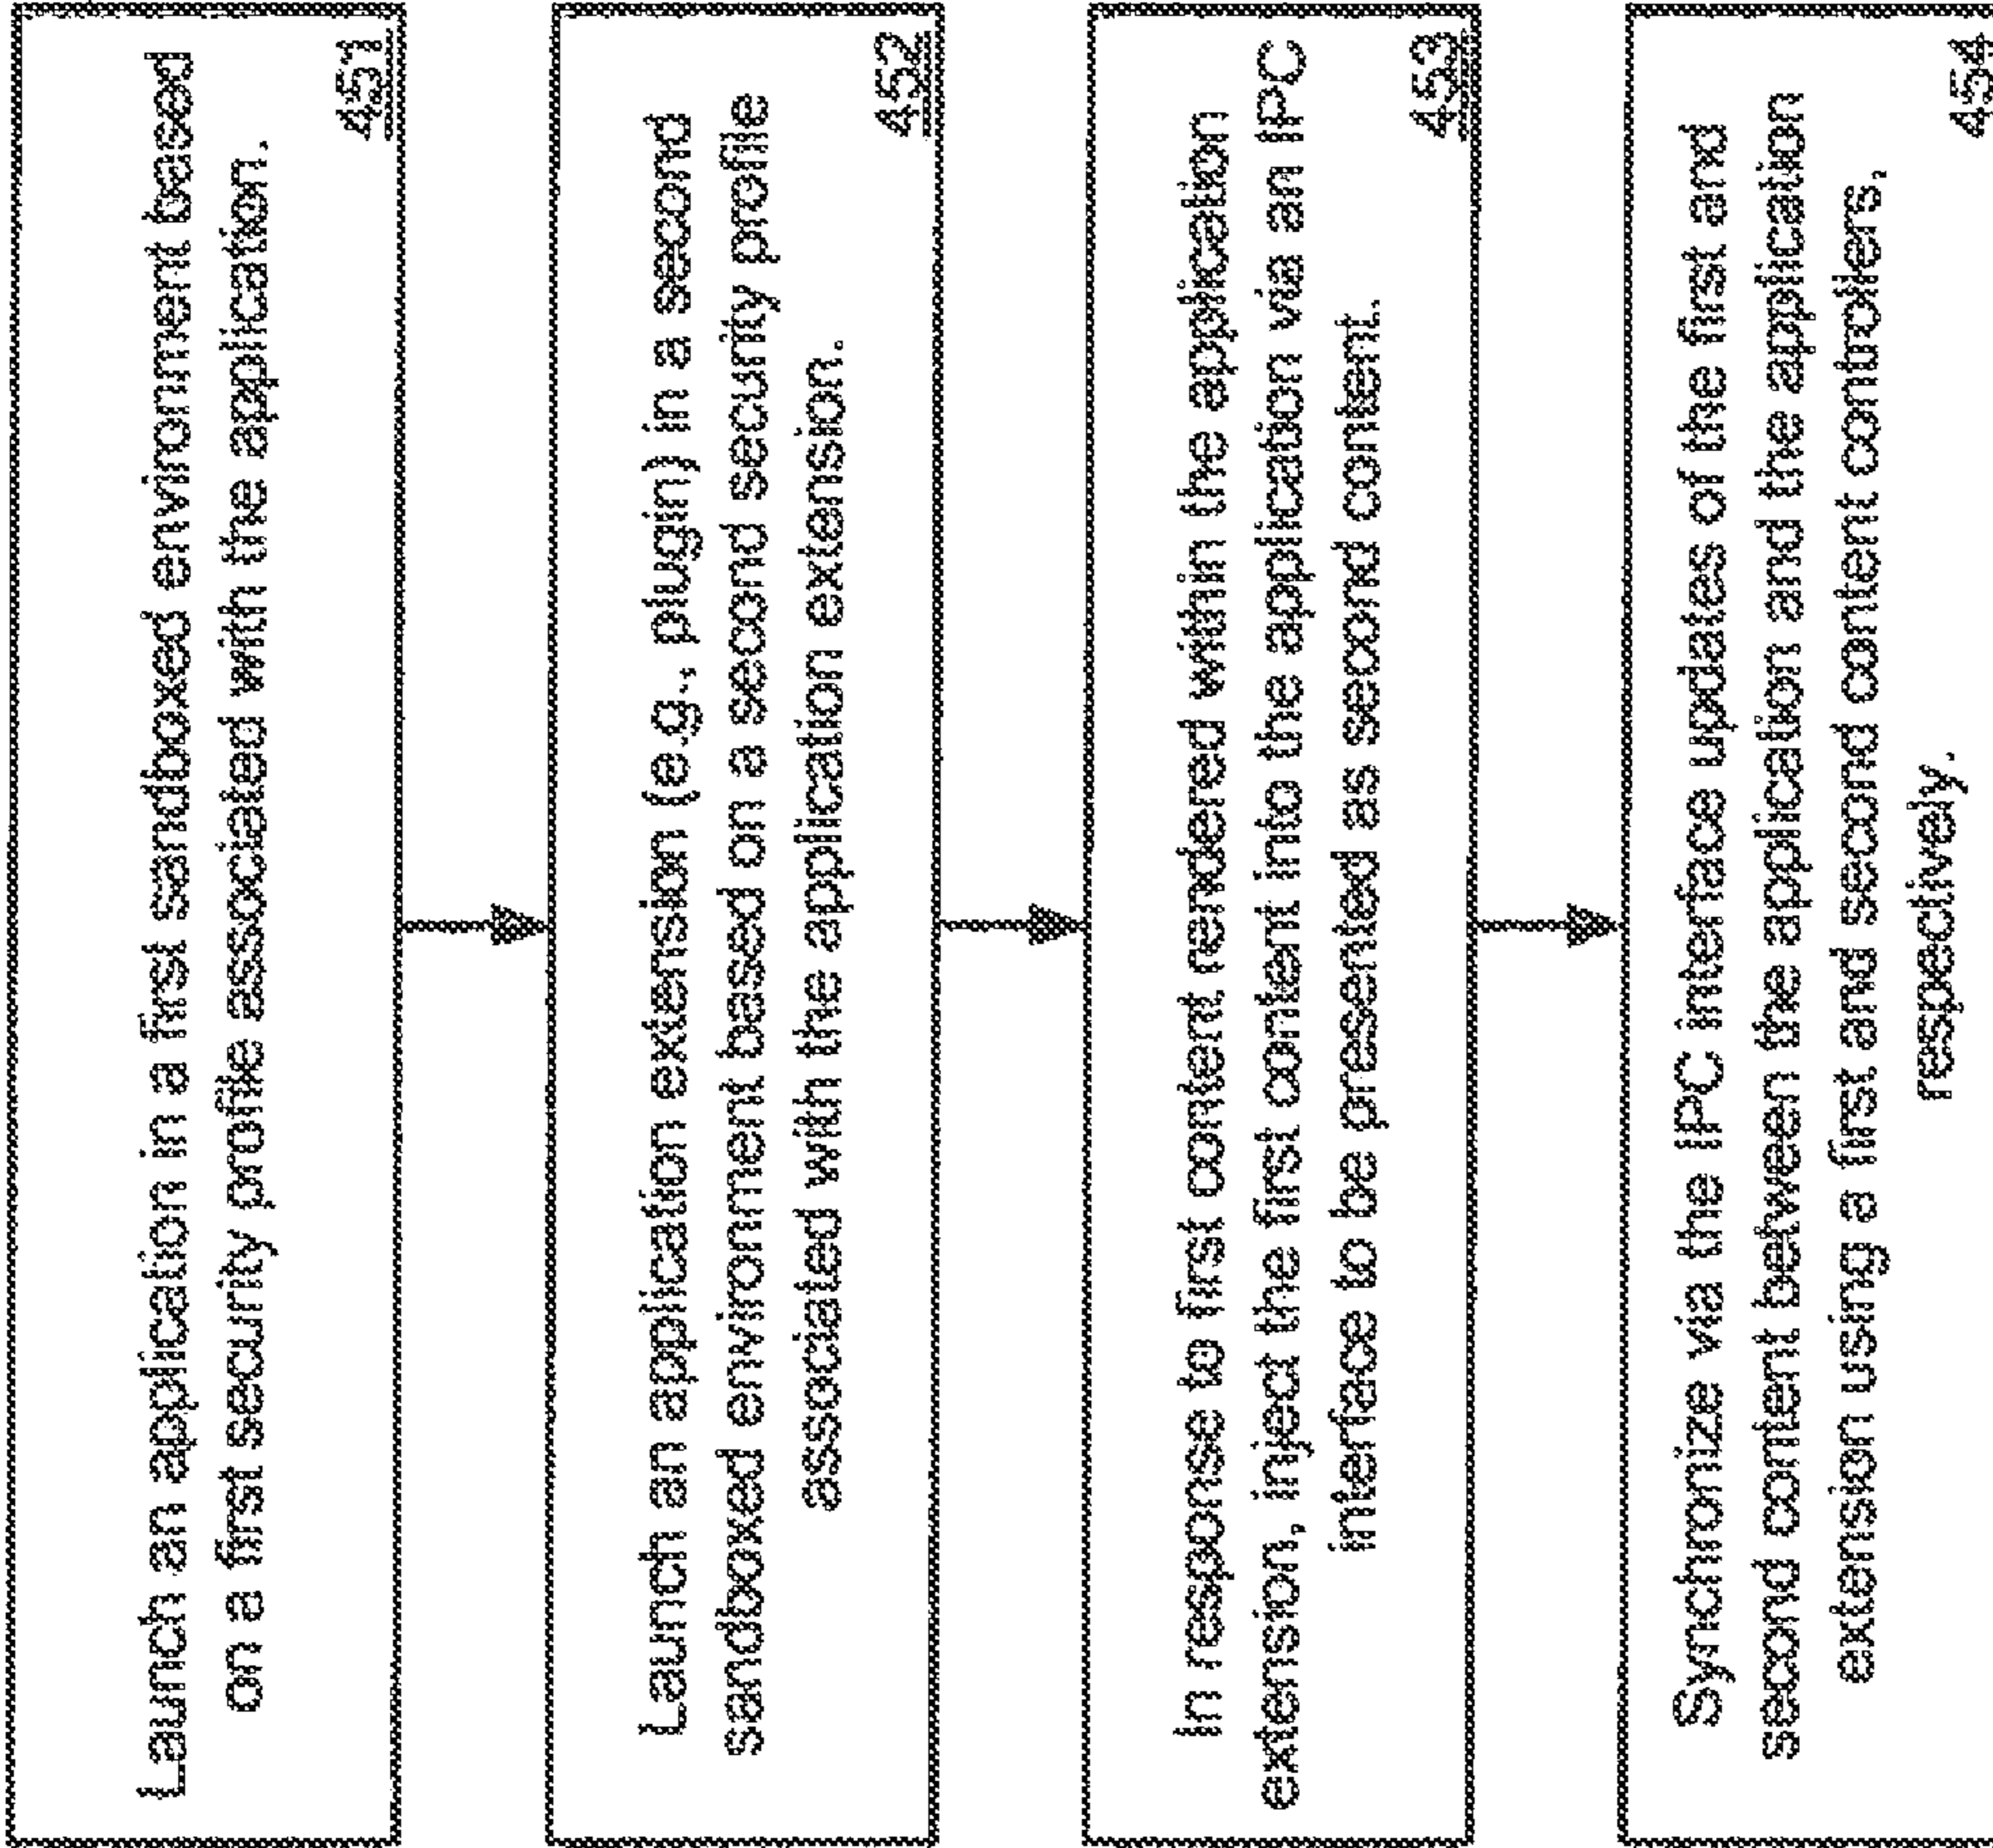 Launch an application in a first sandboxed environment based
on a first security profile associated with the application.
451
Launch an application extension (e.g., plugin) in a second
sandboxed environment based on a second security profile
associated with the application extension.
452
In response to first content rendered within the application
extension, inject the first content into the application via an IPC
interface to be presented as second content.
453
Synchronize via the IPC interface updates of the first and
second content between the application and the application
extension using a first and second content controllers,
respectively.
454